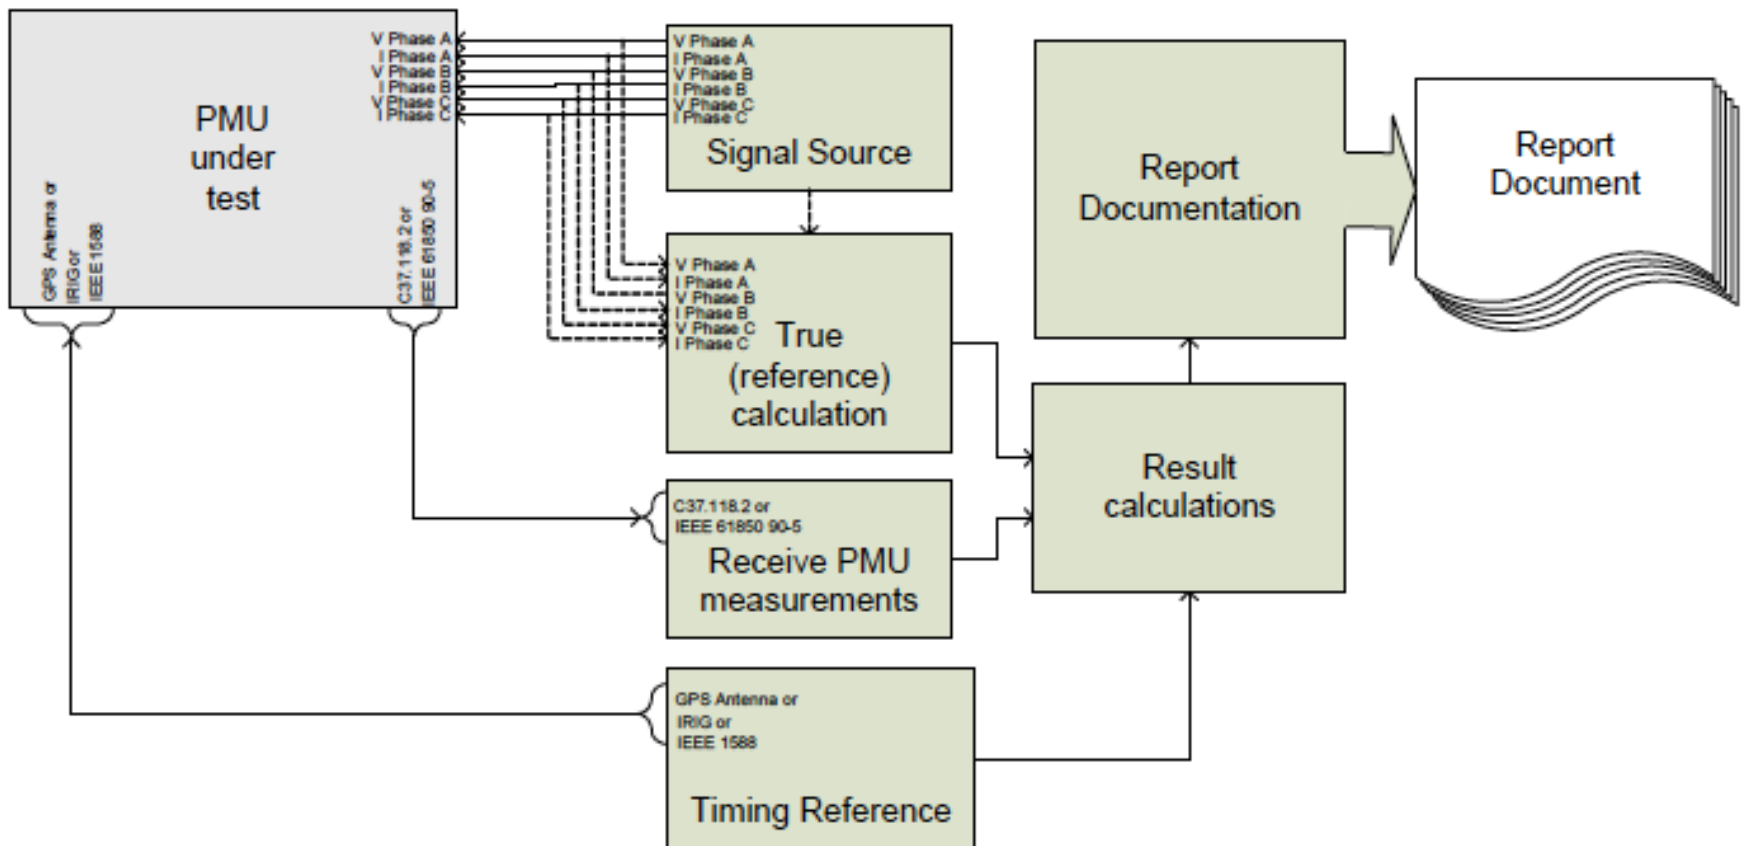 V Phase A
I Phase A
V Phase B
I Phase B
V Phase C
I Phase C
PMU
under
test
GPS Antenna or
IRIG or
IEEE 1588
C37.118.2 or
IEEE 61850 90-5
V Phase A
I Phase A
V Phase B
I Phase B
V Phase C
I Phase C
Signal Source
V Phase A
I Phase A
V Phase B
I Phase B
V Phase C
I Phase C
True
(reference)
calculation
C37.118.2 or
IEEE 61850 90-5
Receive PMU
measurements
GPS Antenna or
IRIG or
IEEE 1588
Timing Reference
Report
Documentation
Result
calculations
Report
Document